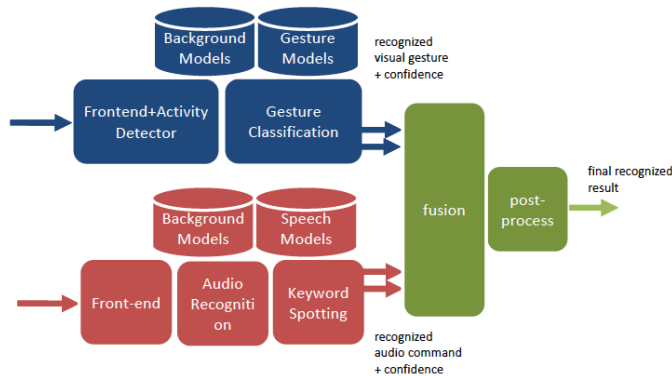 Background
Models
Gesture
Models
recognized
visual gesture
+ confidence
Frontend+Activity
Detector
Gesture
Classification
fusion
post-
process
final recognized
result
Background
Models
Speech
Models
Front-end
Audio
Recogniti
on
Keyword
Spotting
recognized
audio command
+ confidence